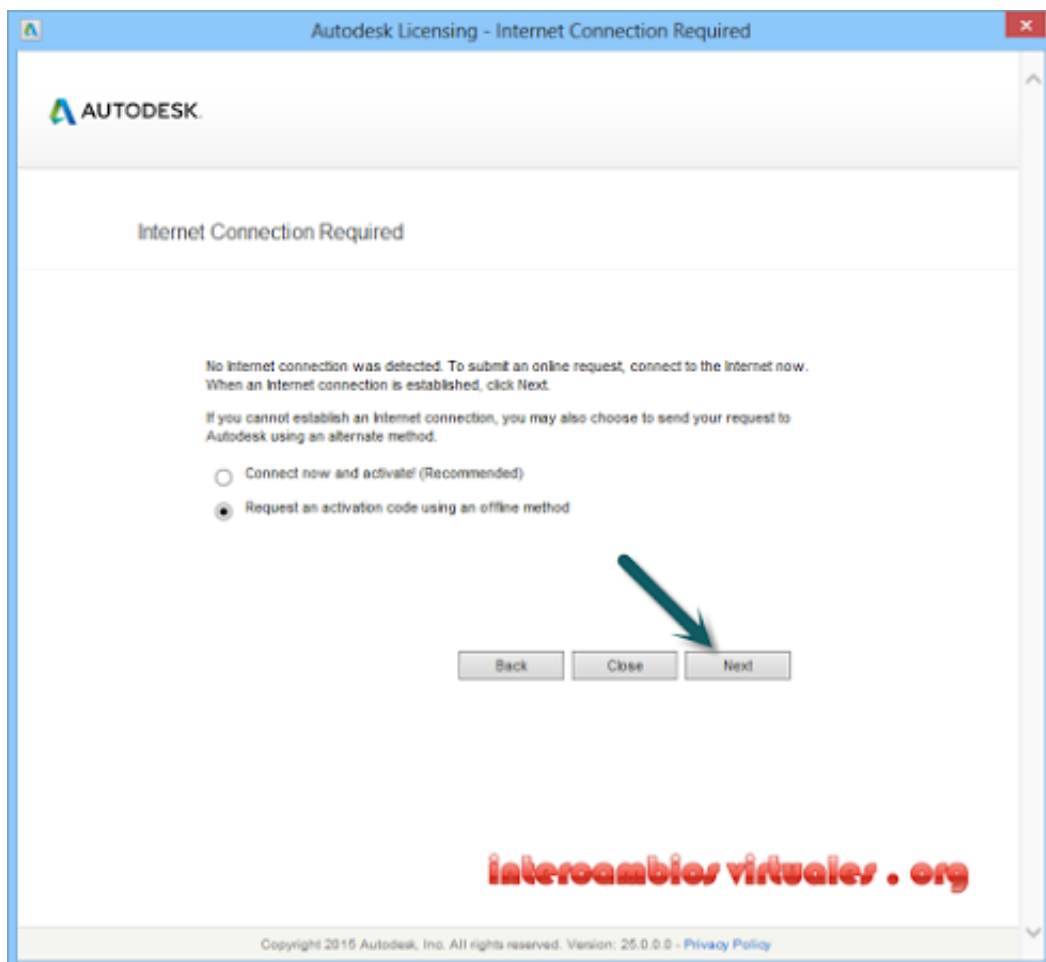 Autodesk Licensing - Internet Connection Required
AUTODESK.
Internet Connection Required
No Internet connection was detected. To submit an online request, connect to the Internet now.
When an Internet connection is established, click Next.
If you cannot establish an Internet connection, you may also choose to send your request to
Autodesk using an alternate method.
Connect now and activate! (Recommended)
Request an activation code using an offline method
Back Close Next
intercambios virtuales . org
Copyright 2015 Autodesk, Inc. All rights reserved. Version: 25.0.0.0 - Privacy Policy